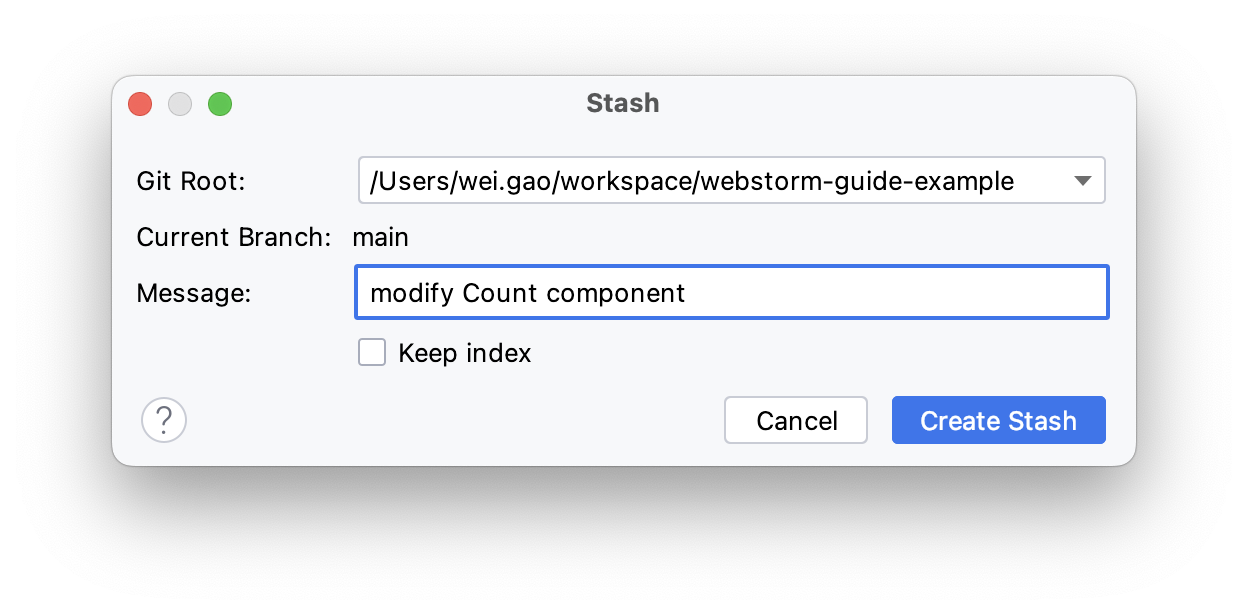 Stash
Git Root: /Users/wei.gao/workspace/webstorm-guide-example
Current Branch: main
Message: modify Count component
Keep index
? Cancel Create Stash